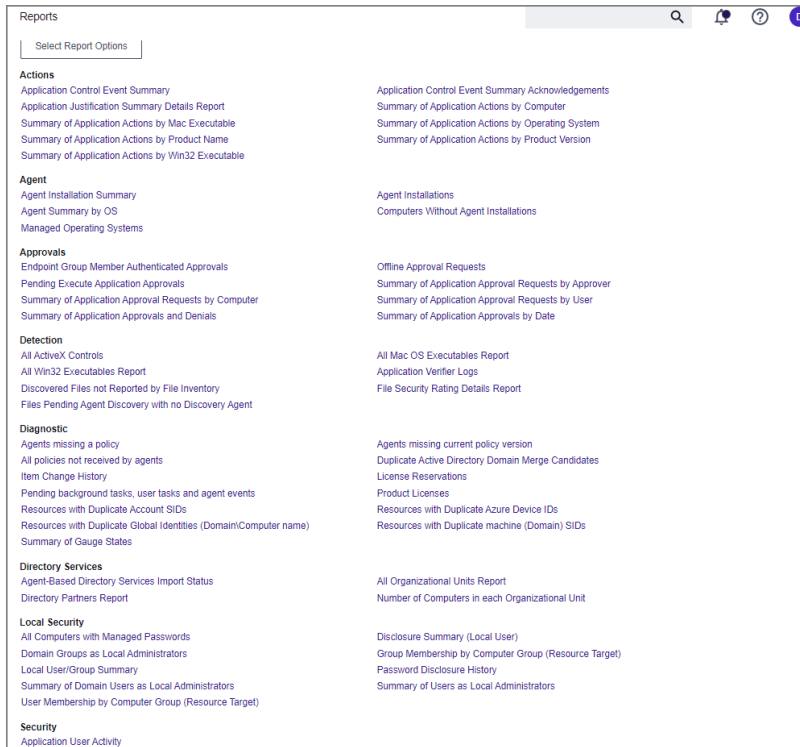 Reports
Select Report Options
Actions
Application Control Event Summary
Application Control Event Summary Acknowledgements
Application Justification Summary Details Report
Summary of Application Actions by Computer
Summary of Application Actions by Mac Executable
Summary of Application Actions by Operating System
Summary of Application Actions by Product Name
Summary of Application Actions by Product Version
Summary of Application Actions by Win32 Executable
Agent
Agent Installation Summary
Agent Installations
Agent Summary by OS
Computers Without Agent Installations
Managed Operating Systems
Approvals
Endpoint Group Member Authenticated Approvals
Offline Approval Requests
Pending Execute Application Approvals
Summary of Application Approval Requests by Approver
Summary of Application Approval Requests by Computer
Summary of Application Approval Requests by User
Summary of Application Approvals and Denials
Summary of Application Approvals by Date
Detection
All ActiveX Controls
All Mac OS Executables Report
All Win32 Executables Report
Application Verifier Logs
Discovered Files not Reported by File Inventory
File Security Rating Details Report
Files Pending Agent Discovery with no Discovery Agent
Diagnostic
Agents missing a policy
Agents missing current policy version
All policies not received by agents
Duplicate Active Directory Domain Merge Candidates
Item Change History
License Reservations
Pending background tasks, user tasks and agent events
Product Licenses
Resources with Duplicate Account SIDs
Resources with Duplicate Azure Device IDs
Resources with Duplicate Global Identities (Domain\Computer name)
Resources with Duplicate machine (Domain) SIDs
Summary of Gauge States
Directory Services
Agent-Based Directory Services Import Status
All Organizational Units Report
Directory Partners Report
Number of Computers in each Organizational Unit
Local Security
All Computers with Managed Passwords
Disclosure Summary (Local User)
Domain Groups as Local Administrators
Group Membership by Computer Group (Resource Target)
Local User/Group Summary
Password Disclosure History
Summary of Domain Users as Local Administrators
Summary of Users as Local Administrators
User Membership by Computer Group (Resource Target)
Security
Application User Activity